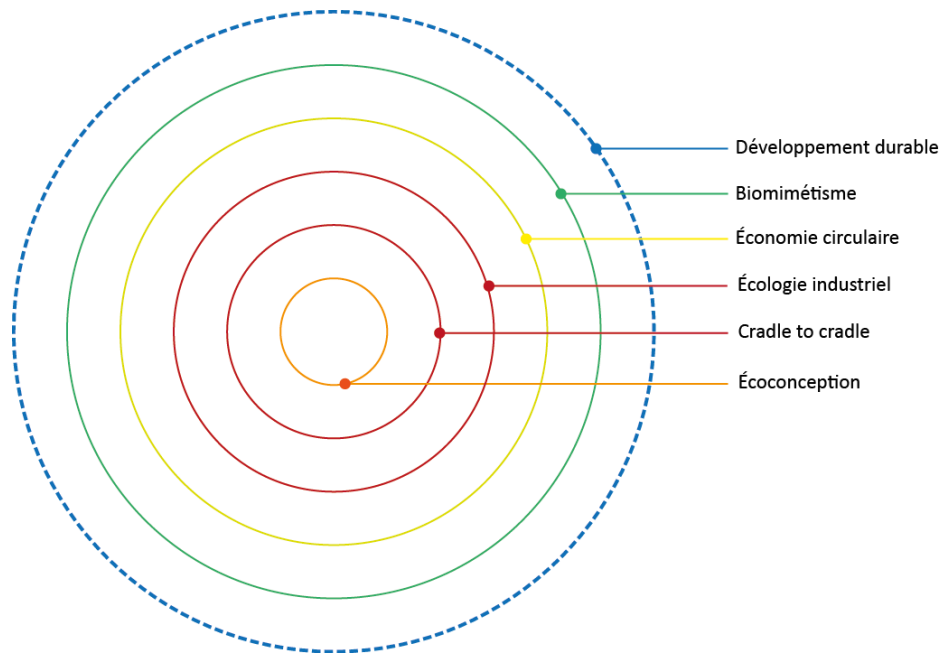 Développement durable
Biomimétisme
Économie circulaire
Écologie industriel
Cradle to cradle
Écoconception